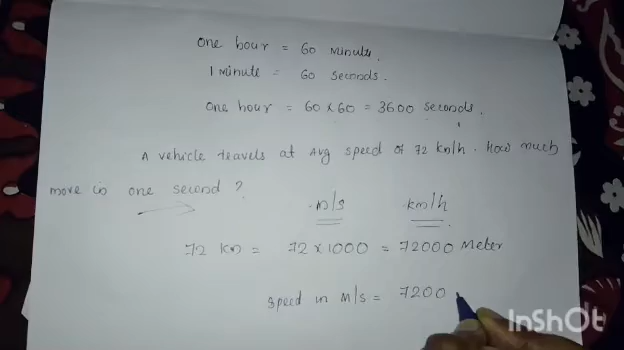 One hour = 60 minute.
1 minute = 60 seconds.
One hour = 60 × 60 = 3600 seconds.
A vehicle travels at avg speed of 72 km/h. How much
move in one second?
m/s km/h
72 km = 72 × 1000 = 72000 Meter
Speed in m/s = 7200
InShOt